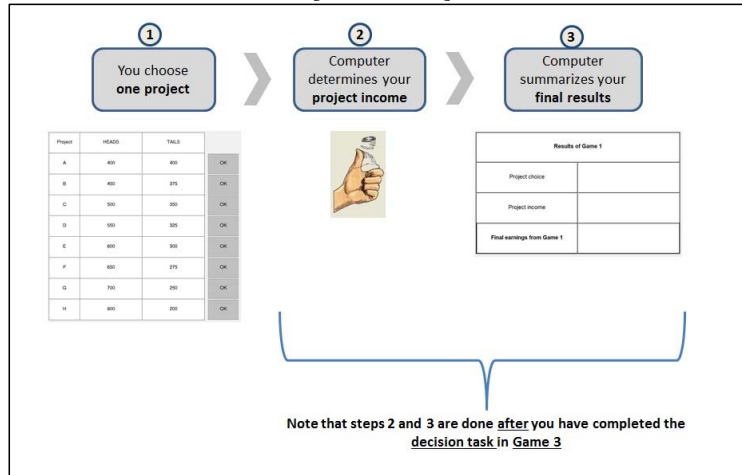 1
2
3
You choose
one project
Computer
determines your
project income
Computer
summarizes your
final results
Project HEADS TAILS
A 400 400 OK
B 450 375 OK
C 500 350 OK
D 550 325 OK
E 600 300 OK
F 650 275 OK
G 700 250 OK
H 800 200 OK
Results of Game 1
Project choice
Project income
Final earnings from Game 1
Note that steps 2 and 3 are done after you have completed the
decision task in Game 3